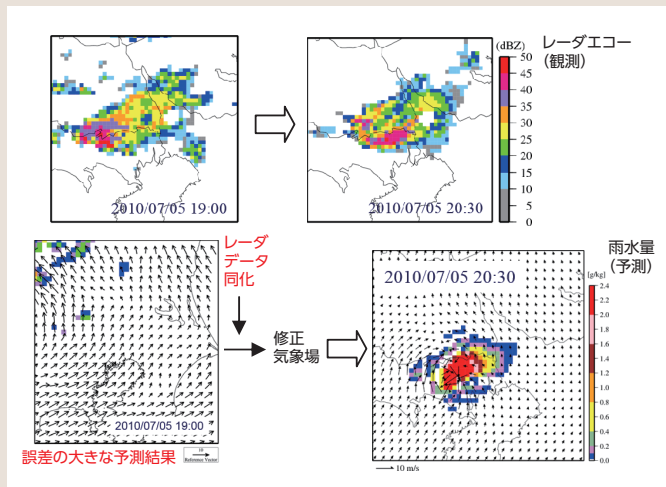 (dBZ)
レーダエコー
(観測)
50
45
40
35
30
25
20
15
10
5
0
2010/07/05 19:00
2010/07/05 20:30
レーダ
データ
同化
修正
気象場
2010/07/05 19:00
誤差の大きな予測結果
10
Reference Vector
雨水量
(予測)
[g/kg]
2010/07/05 20:30
2.4
2.2
2.0
1.8
1.6
1.4
1.2
1.0
0.8
0.6
0.4
0.2
0.0
10 m/s